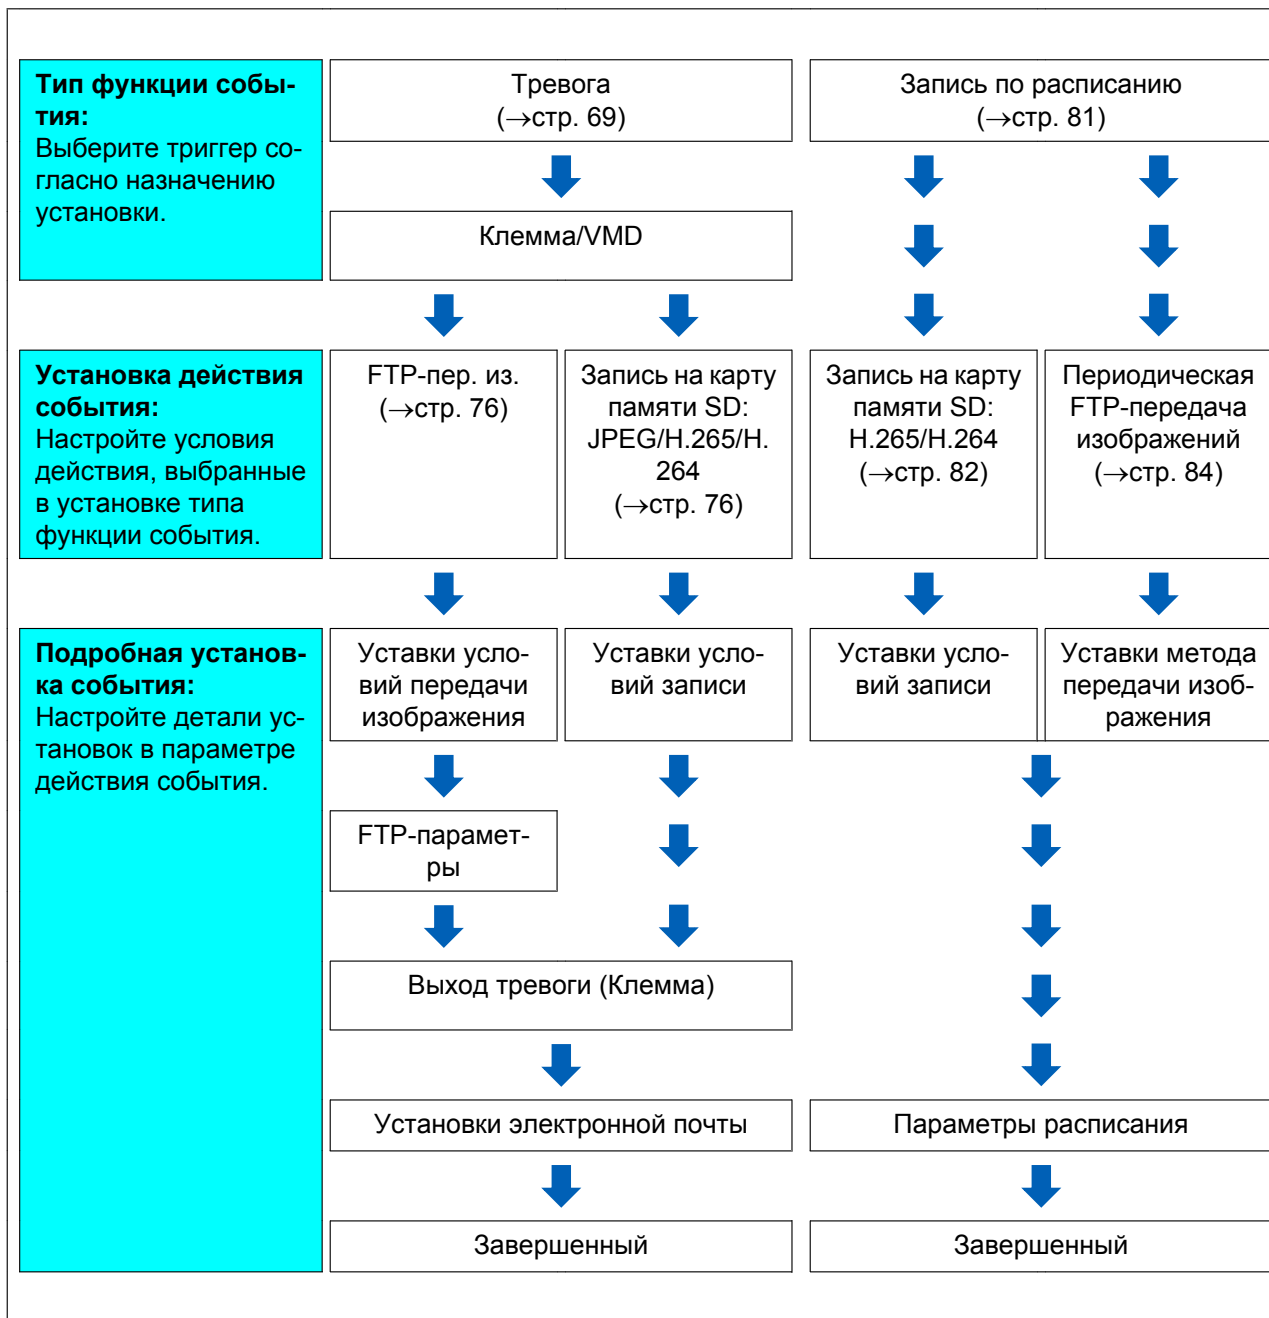 Тип функции собы-
тия:
Выберите триггер со-
гласно назначению
установки.
Тревога
(→стр. 69)
Запись по расписанию
(→стр. 81)
Клемма/VMD
Установка действия
события:
Настройте условия
действия, выбранные
в установке типа
функции события.
FTP-пер. из.
(→стр. 76)
Запись на карту
памяти SD:
JPEG/H.265/H.
264
(→стр. 76)
Запись на карту
памяти SD:
H.265/H.264
(→стр. 82)
Периодическая
FTP-передача
изображений
(→стр. 84)
Подробная установ-
ка события:
Настройте детали ус-
тановок в параметре
действия события.
Уставки усло-
вий передачи
изображения
Уставки усло-
вий записи
Уставки усло-
вий записи
Уставки метода
передачи изоб-
ражения
FTP-парамет-
ры
Выход тревоги (Клемма)
Установки электронной почты
Параметры расписания
Завершенный
Завершенный